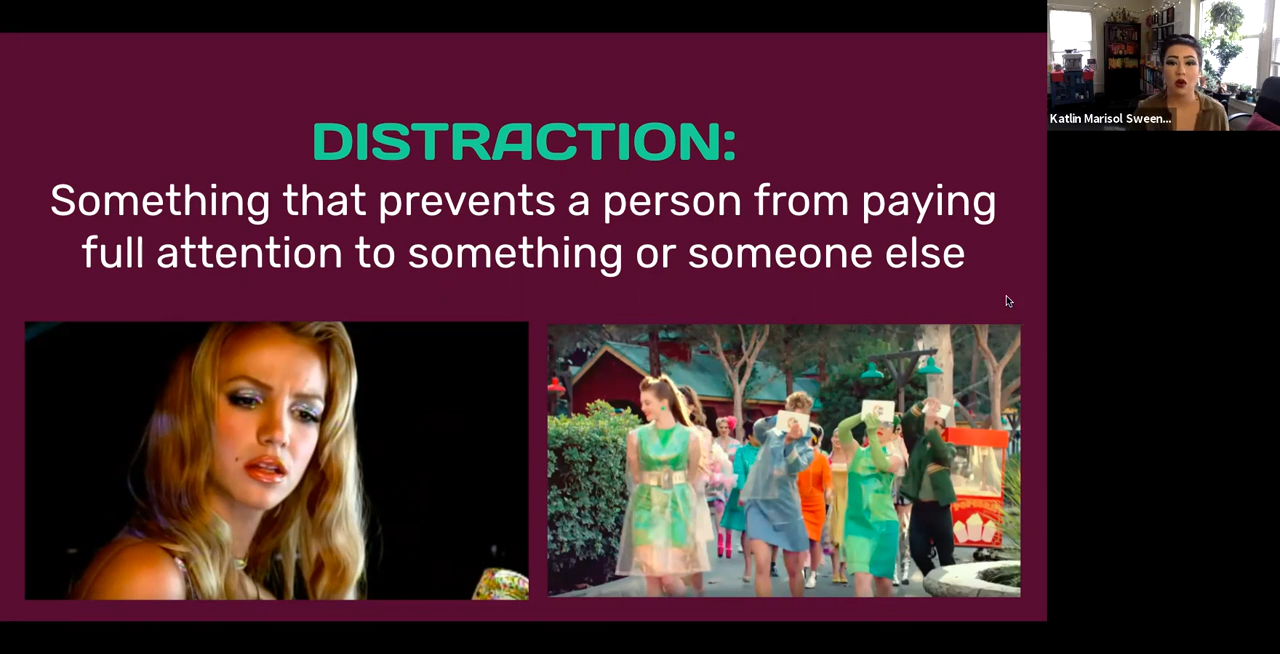 DISTRACTION:
Something that prevents a person from paying
full attention to something or someone else
Katlin Marisol Sween...